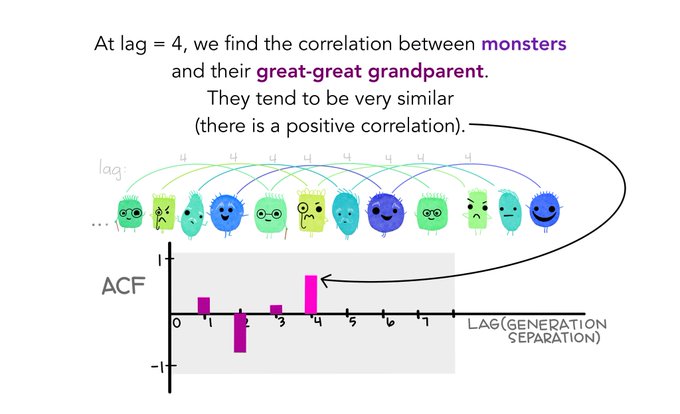 At lag = 4, we find the correlation between monsters
and their great-great grandparent.
They tend to be very similar
(there is a positive correlation).
lag: 4 4 4 4 4 4 4 4
...
1
ACF
0 1 2 3 4 5 6 7 LAG (GENERATION
SEPARATION)
-1